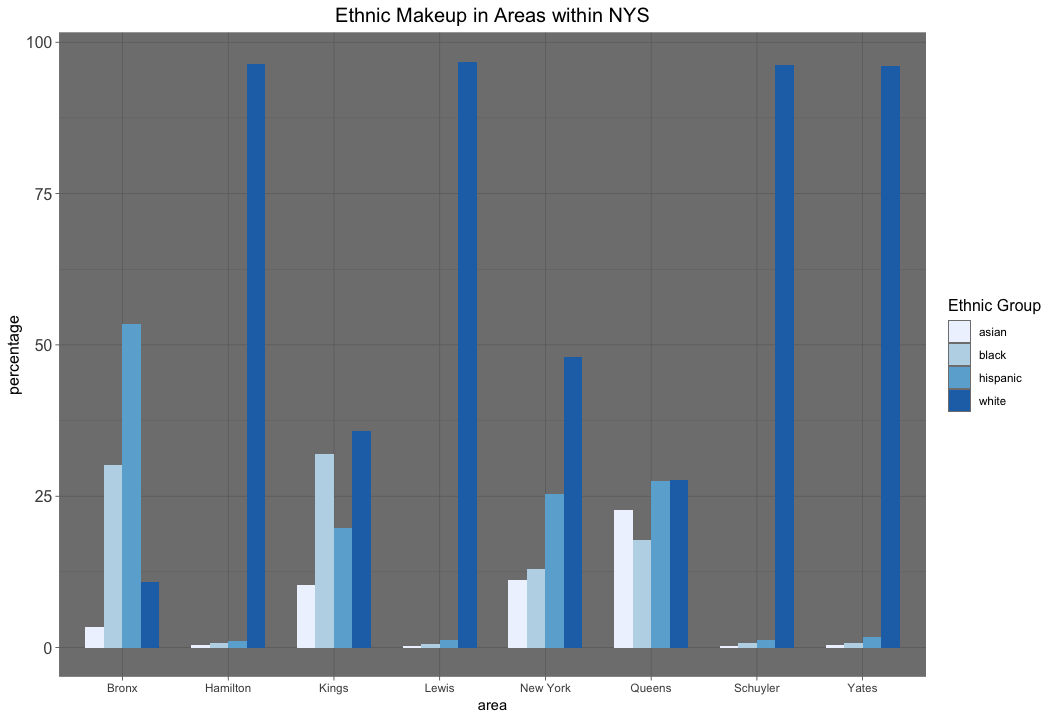 Ethnic Makeup in Areas within NYS
100
75
50
25
0
percentage
Bronx Hamilton Kings Lewis New York Queens Schuyler Yates
area
Ethnic Group
asian
black
hispanic
white